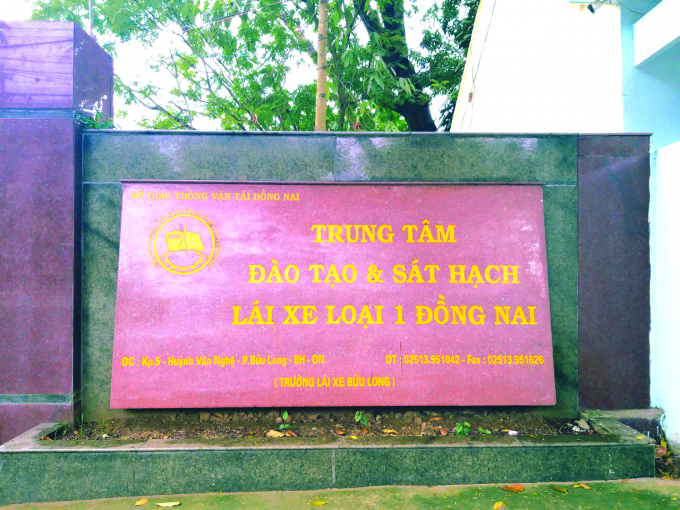 SỞ GIAO THÔNG VẬN TẢI ĐỒNG NAI
TRUNG TÂM
ĐÀO TẠO & SÁT HẠCH
LÁI XE LOẠI 1 ĐỒNG NAI
ĐC : Kp.5 - Huỳnh Văn Nghệ - P.Bửu Long - BH - ĐN
ĐT : 02513.951042 - Fax : 02513.951626
( TRƯỜNG LÁI XE BỬU LONG )